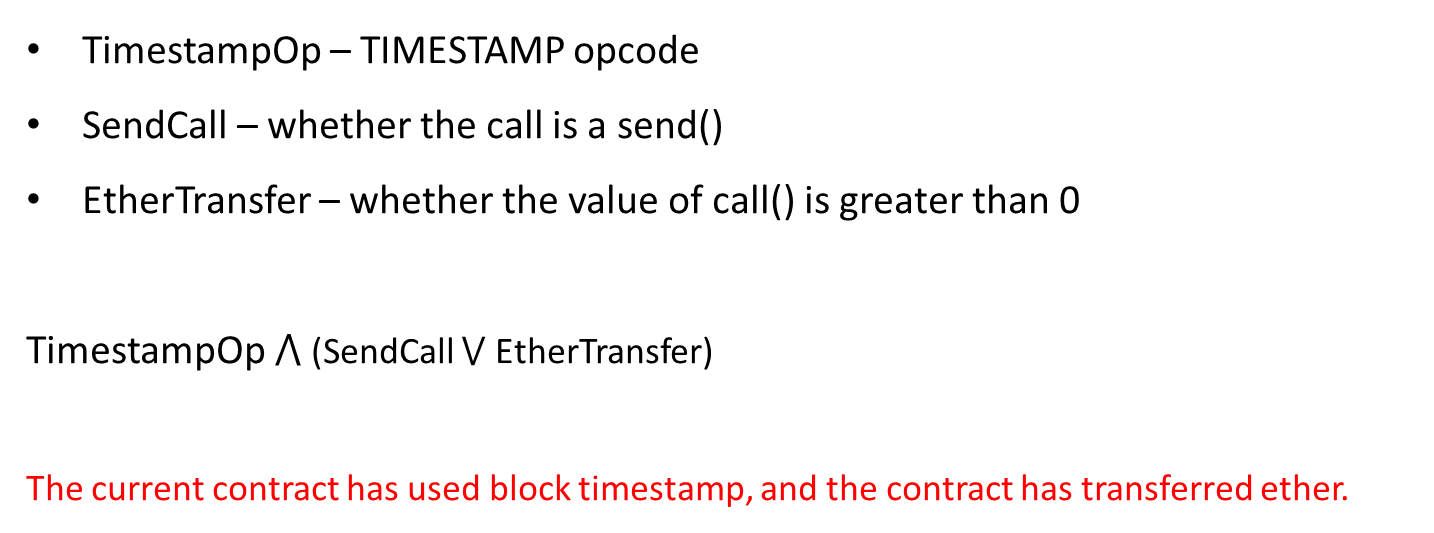 • TimestampOp – TIMESTAMP opcode
• SendCall – whether the call is a send()
• EtherTransfer – whether the value of call() is greater than 0
TimestampOp ⋀ (SendCall ⋁ EtherTransfer)
The current contract has used block timestamp, and the contract has transferred ether.